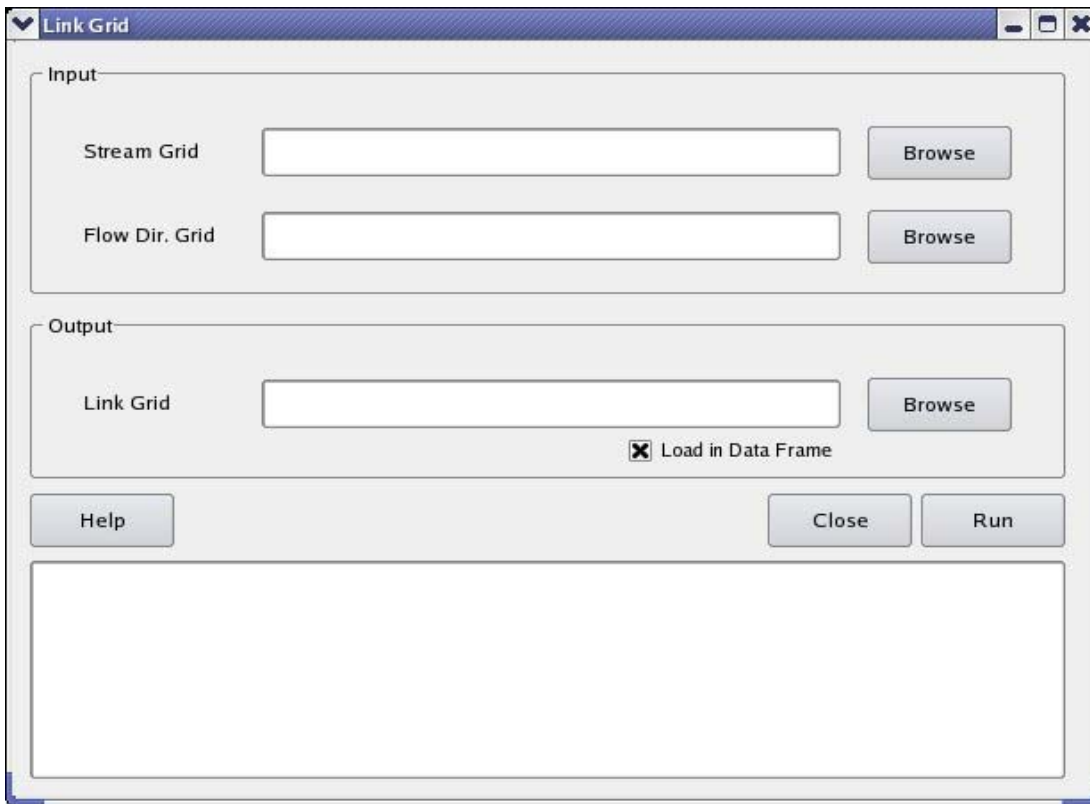 Link Grid
Input
Stream Grid
Browse
Flow Dir. Grid
Browse
Output
Link Grid
Browse
Load in Data Frame
Help
Close
Run